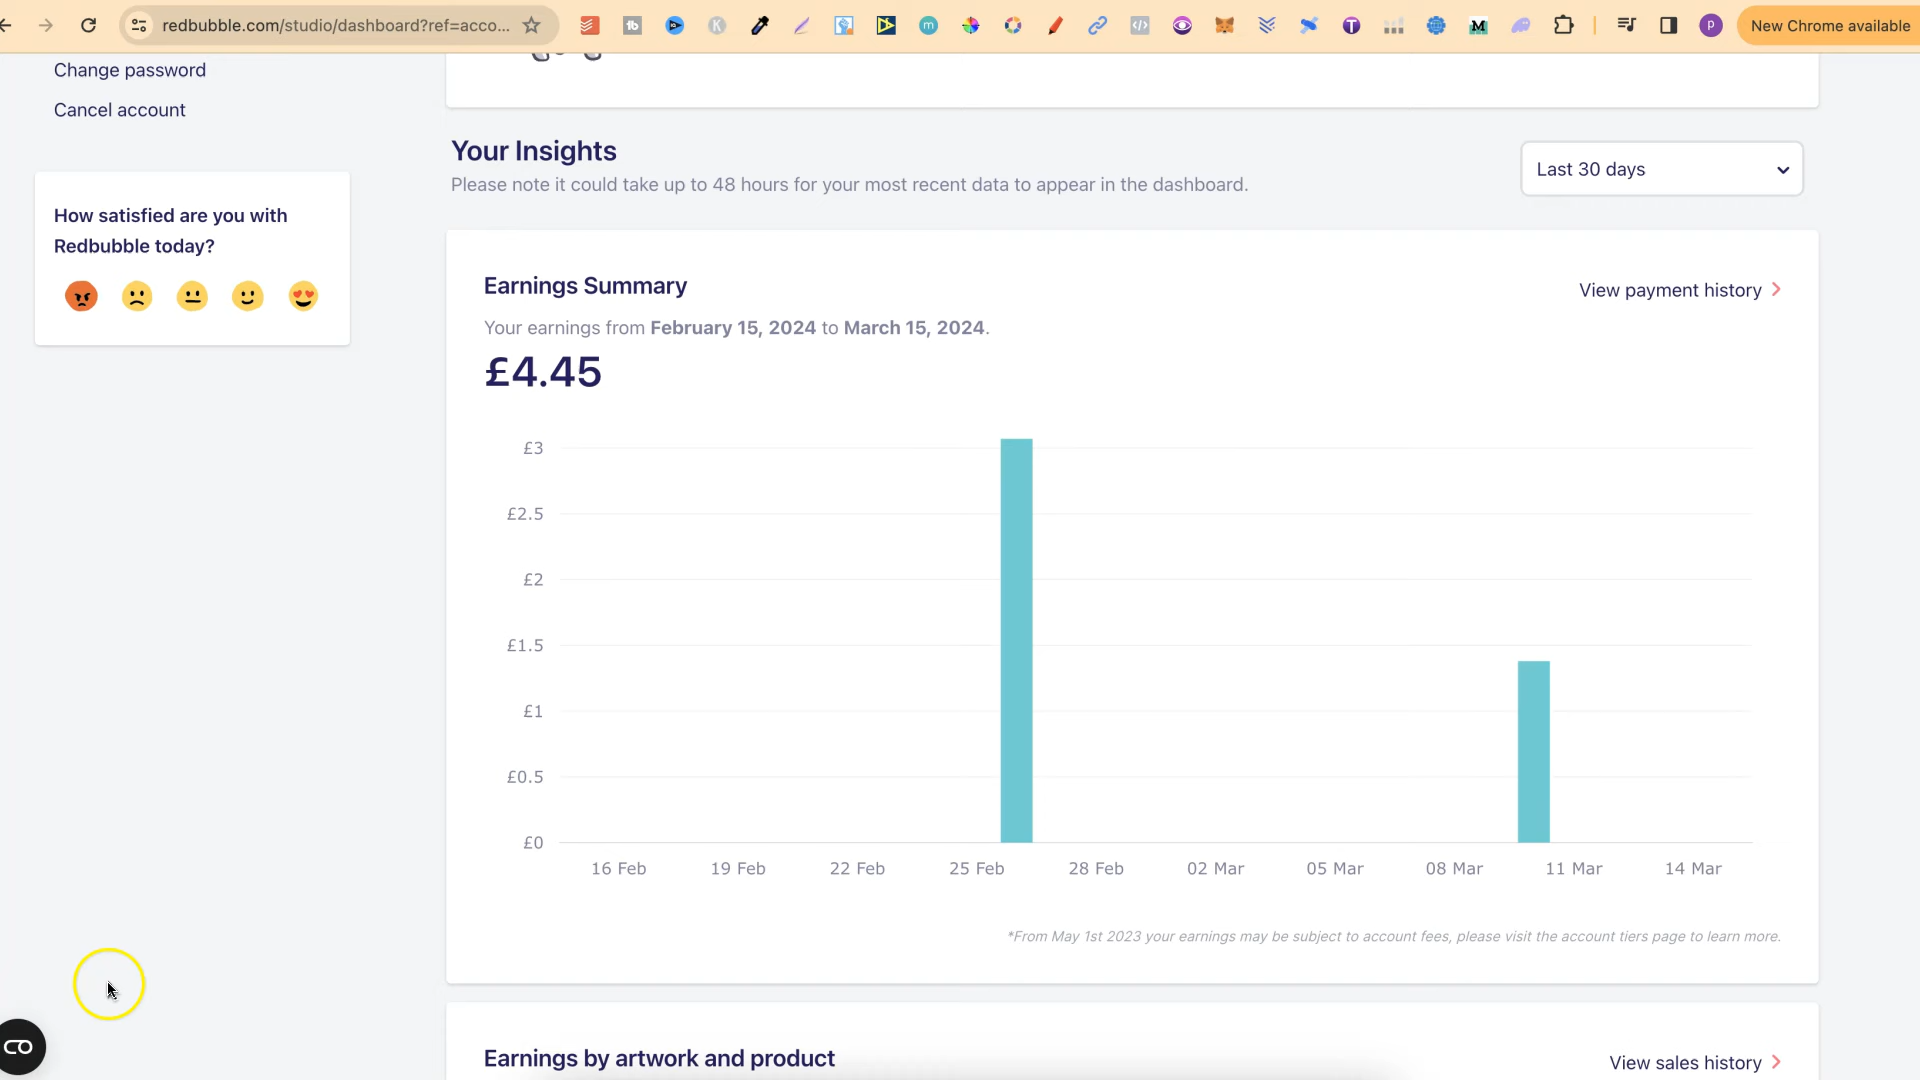 redbubble.com/studio/dashboard?ref=acco...
New Chrome available
Change password
Cancel account
Your Insights
Please note it could take up to 48 hours for your most recent data to appear in the dashboard.
Last 30 days
How satisfied are you with
Redbubble today?
Earnings Summary
View payment history
Your earnings from February 15, 2024 to March 15, 2024.
£4.45
£3
£2.5
£2
£1.5
£1
£0.5
£0
16 Feb 19 Feb 22 Feb 25 Feb 28 Feb 02 Mar 05 Mar 08 Mar 11 Mar 14 Mar
*From May 1st 2023 your earnings may be subject to account fees, please visit the account tiers page to learn more.
Earnings by artwork and product
View sales history